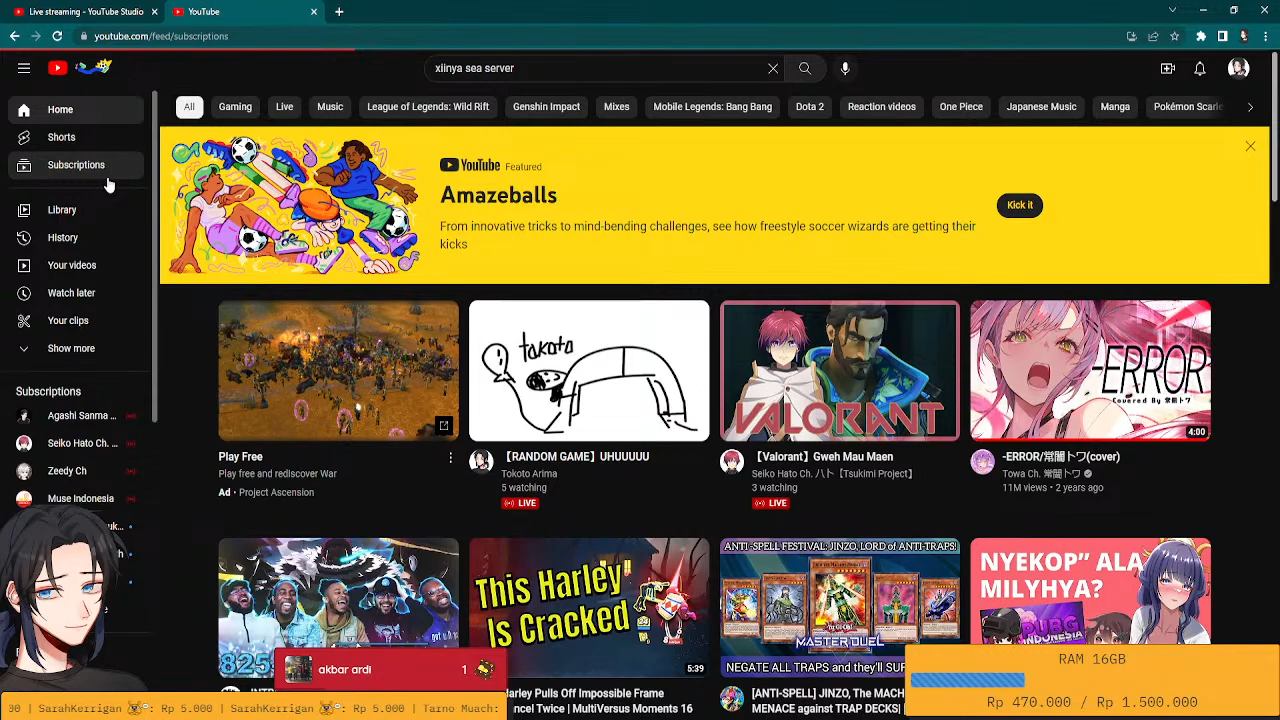 Live streaming - YouTube Studio
YouTube
youtube.com/feed/subscriptions
xiinya sea server
Home
Shorts
Subscriptions
Library
History
Your videos
Watch later
Your clips
Show more
Subscriptions
Agashi Sanma ...
Seiko Hato Ch. ...
Zeedy Ch
Muse Indonesia
All
Gaming
Live
Music
League of Legends: Wild Rift
Genshin Impact
Mixes
Mobile Legends: Bang Bang
Dota 2
Reaction videos
One Piece
Japanese Music
Manga
Pokémon Scarle
YouTube Featured
Amazeballs
From innovative tricks to mind-bending challenges, see how freestyle soccer wizards are getting their
kicks
Kick it
Play Free
Play free and rediscover War
Ad · Project Ascension
takoto
【RANDOM GAME】UHUUUUU
Tokoto Arima
5 watching
LIVE
VALORANT
【Valorant】Gweh Mau Maen
Seiko Hato Ch. ハト【Tsukimi Project】
3 watching
LIVE
-ERROR
Covered By 常闇トワ
4:00
-ERROR/常闇トワ(cover)
Towa Ch. 常闇トワ
11M views · 2 years ago
825
This Harley
Is Cracked
5:39
Harley Pulls Off Impossible Frame
Cancel Twice | MultiVersus Moments 16
ANTI-SPELL FESTIVAL: JINZO, LORD of ANTI-TRAPS!
MASTER DUEL
NEGATE ALL TRAPS and they'll SUF
[ANTI-SPELL] JINZO, The MACH
MENACE against TRAP DECKS|
NYEKOP" ALA
MILYHYA?
PUBG
INDONESIA
akbar ardi
1
RAM 16GB
Rp 470.000 / Rp 1.500.000
00 | SarahKerrigan : Rp 5.000 | SarahKerrigan : Rp 5.000 | Tarno Muach: